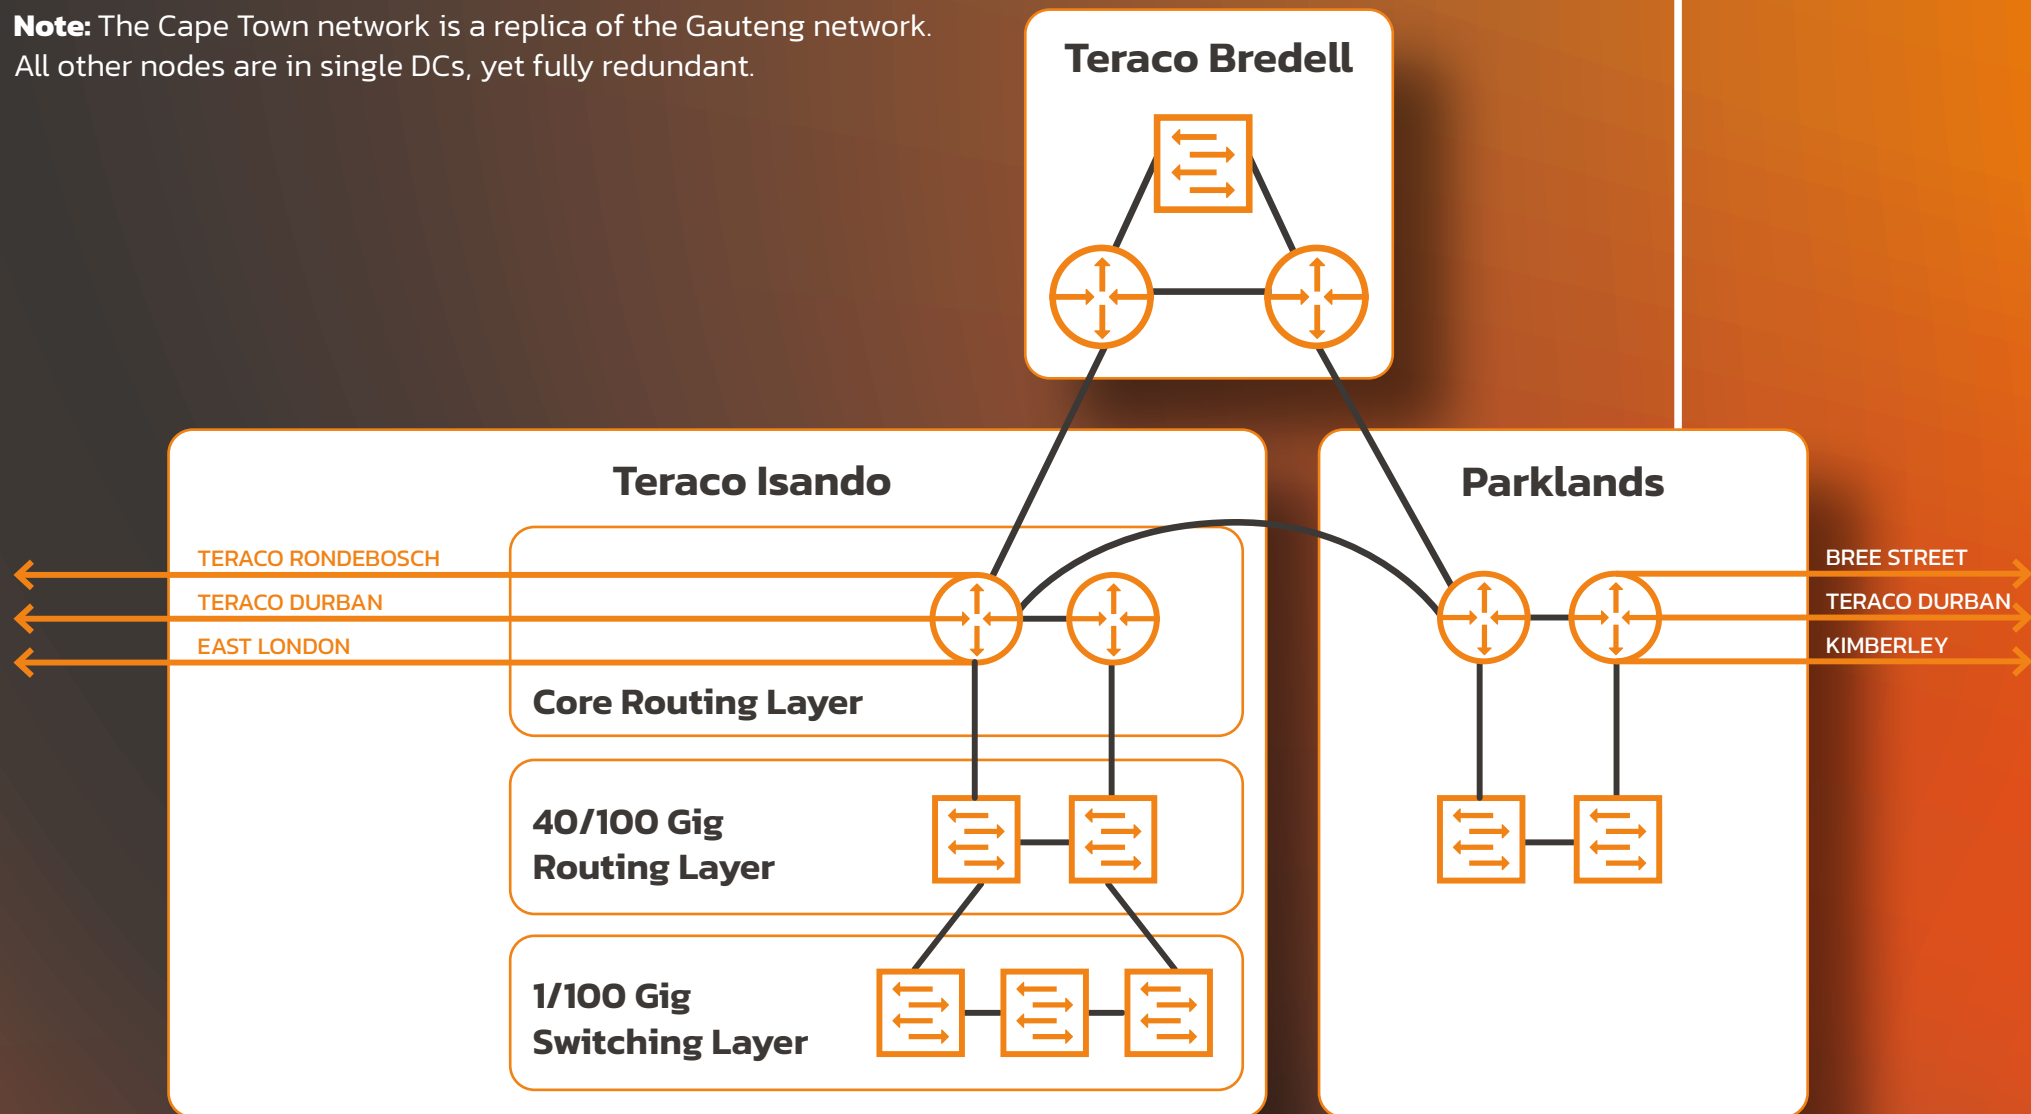 Note: The Cape Town network is a replica of the Gauteng network.
All other nodes are in single DCs, yet fully redundant.
Teraco Bredell
Teraco Isando
Parklands
TERACO RONDEBOSCH
TERACO DURBAN
EAST LONDON
BREE STREET
TERACO DURBAN
KIMBERLEY
Core Routing Layer
40/100 Gig
Routing Layer
1/100 Gig
Switching Layer